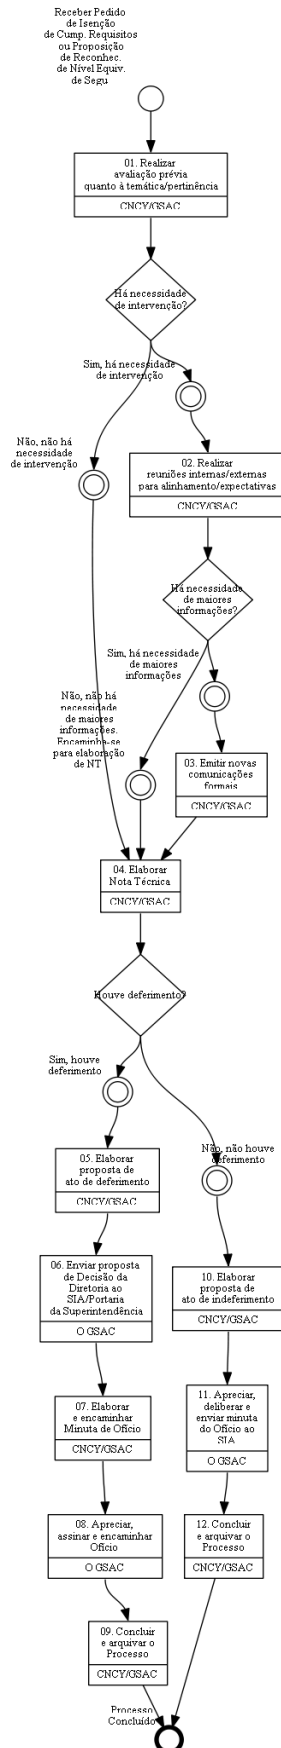 Receber Pedido
de Isenção
de Cump. Requisitos
ou Proposição
de Reconhec.
de Nível Equiv.
de Segu
01. Realizar
avaliação prévia
quanto à temática/pertinência
CNCY/GSAC
Há necessidade
de intervenção?
Sim, há necessidade
de intervenção
Não, não há
necessidade
de intervenção
02. Realizar
reuniões internas/externas
para alinhamento/expectativas
CNCY/GSAC
Há necessidade
de maiores
informações?
Sim, há necessidade
de maiores
informações
Não, não há
necessidade
de maiores
informações.
Encaminha-se
para elaboração
de NT
03. Emitir novas
comunicações
formais
CNCY/GSAC
04. Elaborar
Nota Técnica
CNCY/GSAC
Houve deferimento?
Sim, houve
deferimento
Não, não houve
deferimento
05. Elaborar
proposta de
ato de deferimento
CNCY/GSAC
06. Enviar proposta
de Decisão da
Diretoria ao
SIA/Portaria
da Superintendência
O GSAC
10. Elaborar
proposta de
ato de indeferimento
CNCY/GSAC
07. Elaborar
e encaminhar
Minuta de Ofício
CNCY/GSAC
11. Apreciar,
deliberar e
enviar minuta
do Ofício ao
SIA
O GSAC
08. Apreciar,
assinar e encaminhar
Ofício
O GSAC
12. Concluir
e arquivar o
Processo
CNCY/GSAC
09. Concluir
e arquivar o
Processo
CNCY/GSAC
Processo
Concluído